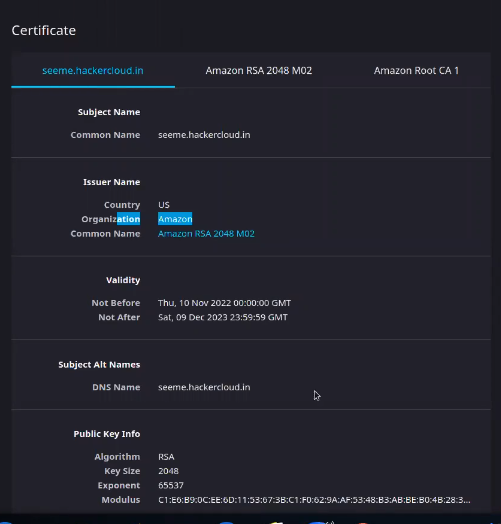 Certificate
seeme.hackercloud.in Amazon RSA 2048 M02 Amazon Root CA 1
Subject Name
Common Name seeme.hackercloud.in
Issuer Name
Country US
Organization Amazon
Common Name Amazon RSA 2048 M02
Validity
Not Before Thu, 10 Nov 2022 00:00:00 GMT
Not After Sat, 09 Dec 2023 23:59:59 GMT
Subject Alt Names
DNS Name seeme.hackercloud.in
Public Key Info
Algorithm RSA
Key Size 2048
Exponent 65537
Modulus C1:E6:B9:0C:EE:6D:11:53:67:3B:C1:F0:62:9A:AF:53:48:B3:AB:BE:B0:4B:28:3...